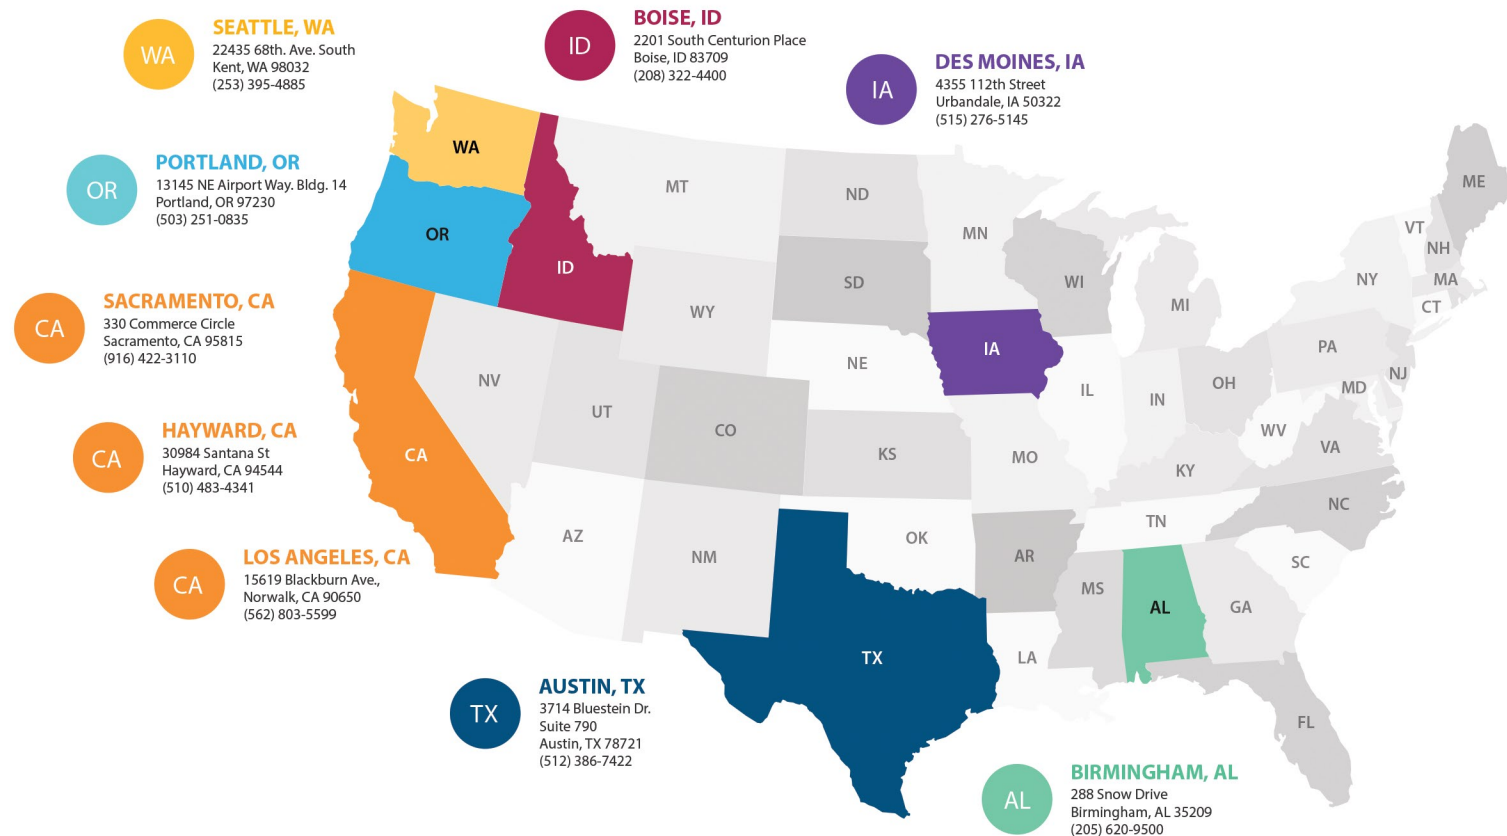 WA
SEATTLE, WA
22435 68th. Ave. South
Kent, WA 98032
(253) 395-4885
ID
BOISE, ID
2201 South Centurion Place
Boise, ID 83709
(208) 322-4400
IA
DES MOINES, IA
4355 112th Street
Urbandale, IA 50322
(515) 276-5145
OR
PORTLAND, OR
13145 NE Airport Way. Bldg. 14
Portland, OR 97230
(503) 251-0835
CA
SACRAMENTO, CA
330 Commerce Circle
Sacramento, CA 95815
(916) 422-3110
CA
HAYWARD, CA
30984 Santana St
Hayward, CA 94544
(510) 483-4341
CA
LOS ANGELES, CA
15619 Blackburn Ave.,
Norwalk, CA 90650
(562) 803-5599
TX
AUSTIN, TX
3714 Bluestein Dr.
Suite 790
Austin, TX 78721
(512) 386-7422
AL
BIRMINGHAM, AL
288 Snow Drive
Birmingham, AL 35209
(205) 620-9500
WA
OR
ID
MT
ND
MN
SD
WY
WI
MI
ME
VT
NH
NY
MA
CT
CA
NV
UT
CO
NE
IA
IL
IN
OH
PA
NJ
MD
KS
MO
KY
WV
VA
AZ
NM
OK
AR
TN
NC
SC
TX
LA
MS
AL
GA
FL